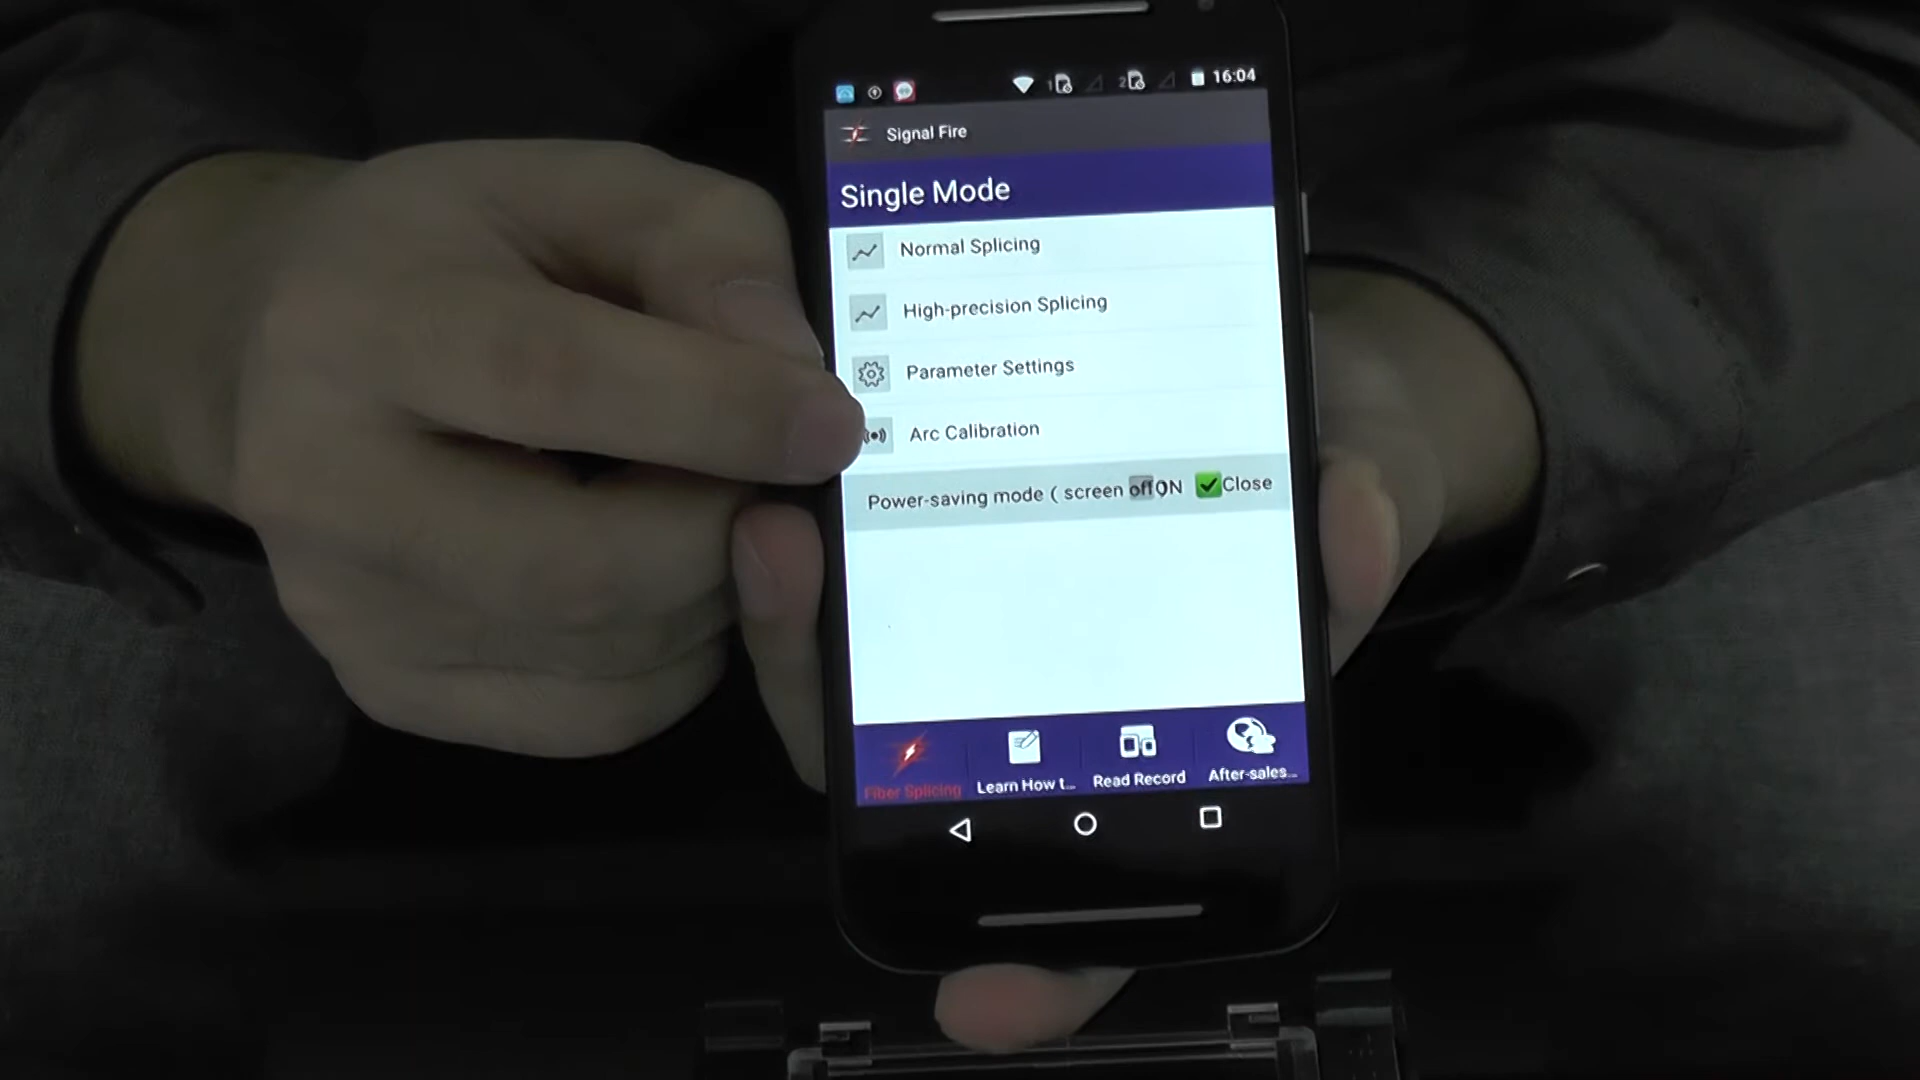 16:04
Signal Fire
Single Mode
Normal Splicing
High-precision Splicing
Parameter Settings
Arc Calibration
Power-saving mode ( screen off) ON Close
Fiber Splicing
Learn How t...
Read Record
After-sales...